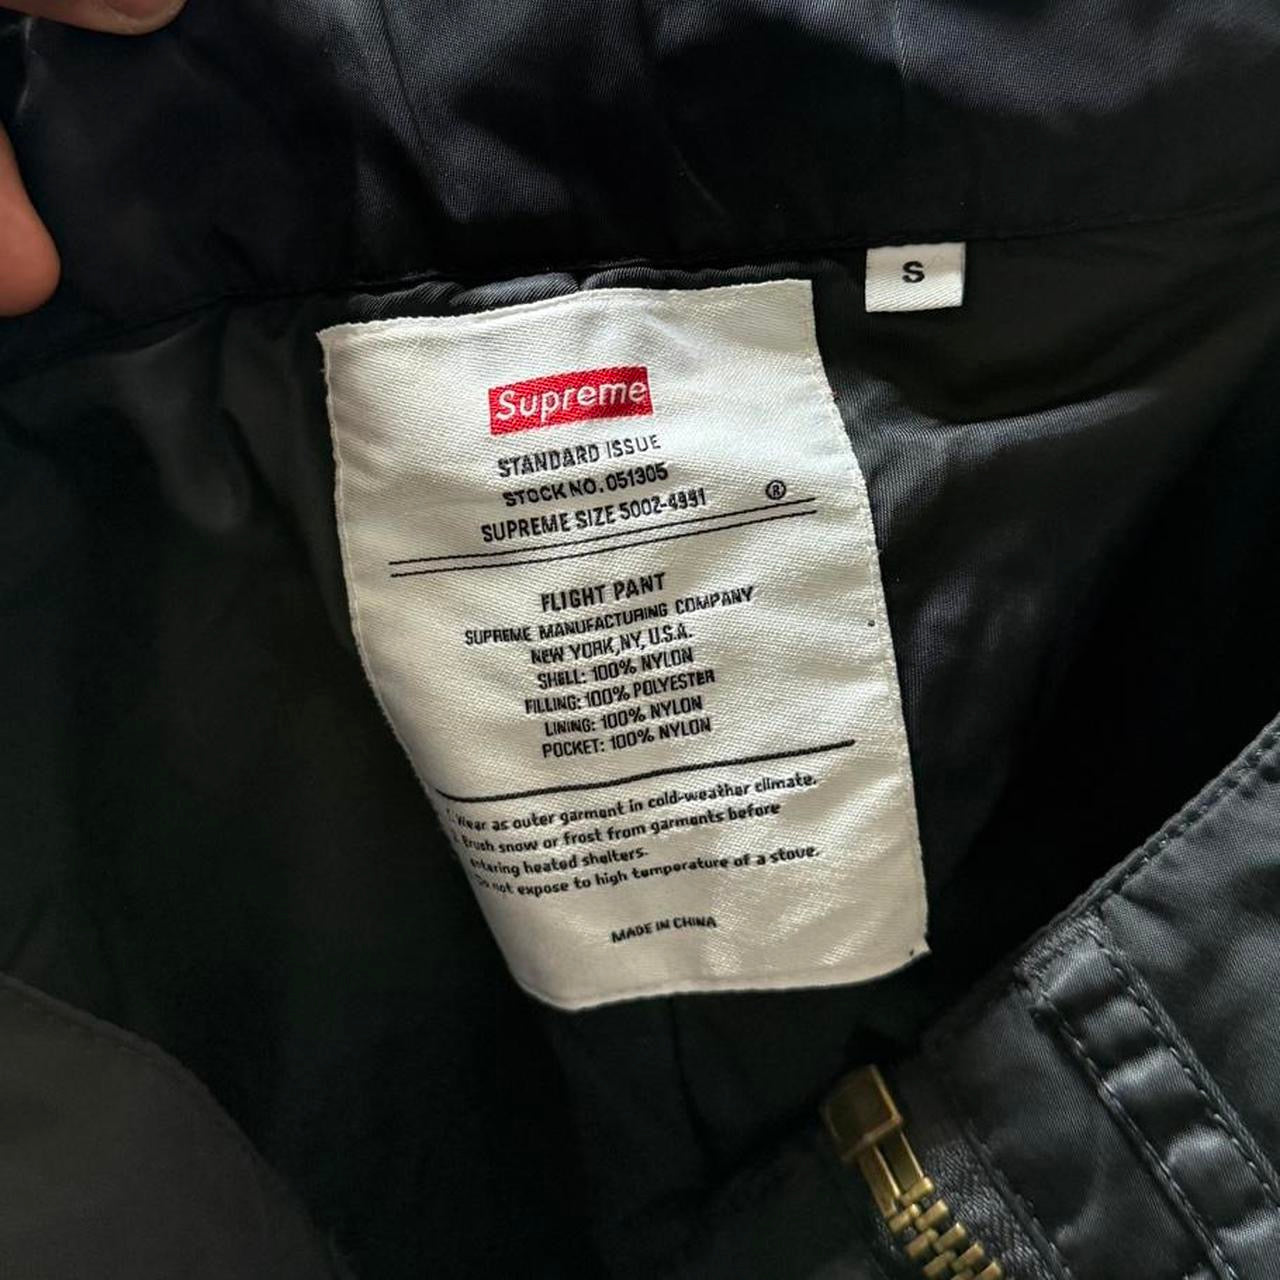 S
Supreme
STANDARD ISSUE
STOCK NO. 051305
SUPREME SIZE 5002-4991 ®
FLIGHT PANT
SUPREME MANUFACTURING COMPANY
NEW YORK, NY, U.S.A.
SHELL: 100% NYLON
FILLING: 100% POLYESTER
LINING: 100% NYLON
POCKET: 100% NYLON
Wear as outer garment in cold-weather climate.
Brush snow or frost from garments before
entering heated shelters.
Do not expose to high temperature of a stove.
MADE IN CHINA